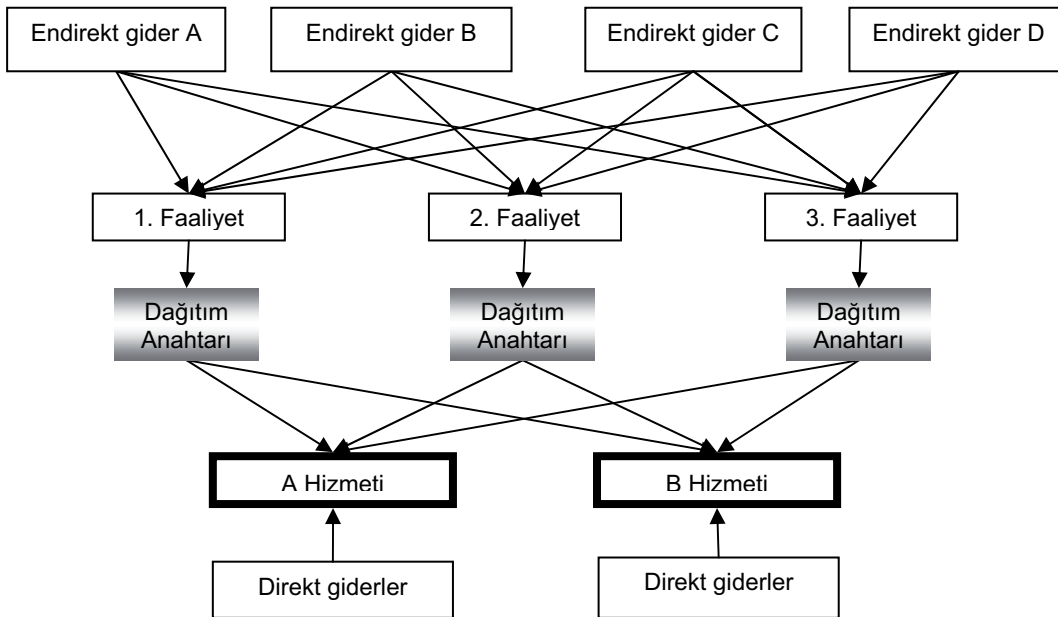 Endirekt gider A
Endirekt gider B
Endirekt gider C
Endirekt gider D
1. Faaliyet
2. Faaliyet
3. Faaliyet
Dağıtım
Anahtarı
Dağıtım
Anahtarı
Dağıtım
Anahtarı
A Hizmeti
B Hizmeti
Direkt giderler
Direkt giderler